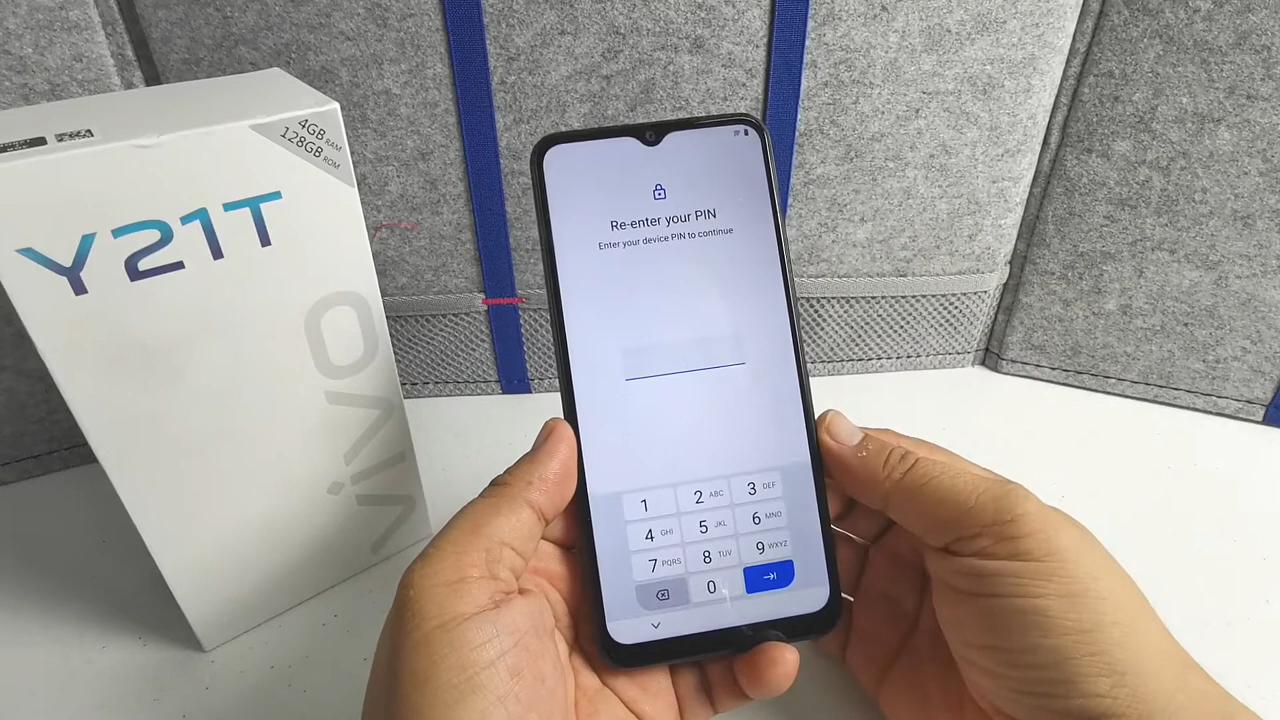 4GB RAM
128GB ROM
Y21T
vivo
Re-enter your PIN
Enter your device PIN to continue
1
2 ABC
3 DEF
4 GHI
5 JKL
6 MNO
7 PQRS
8 TUV
9 WXYZ
0